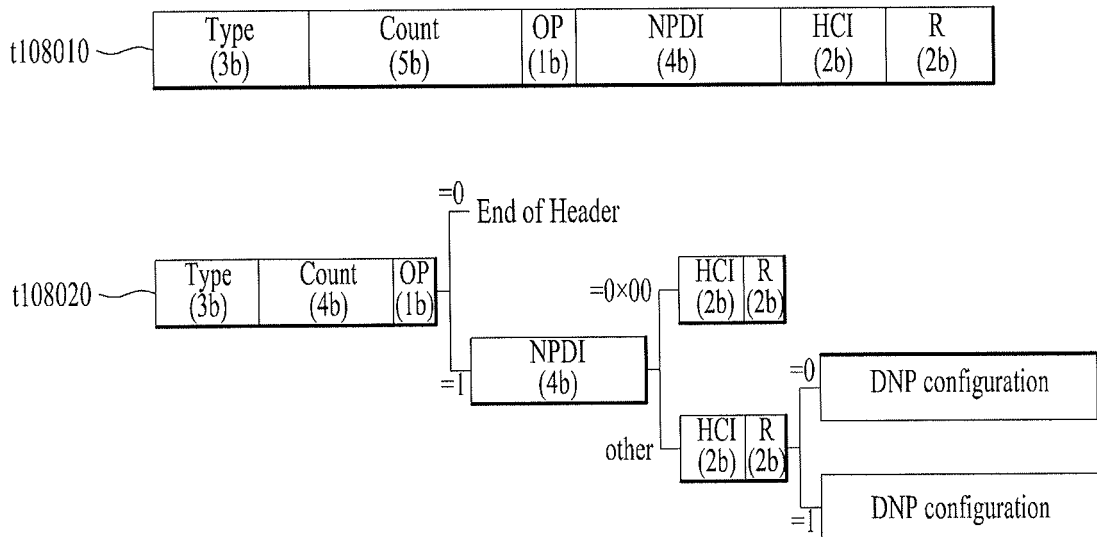 t108010
Type (3b)
Count (5b)
OP (1b)
NPDI (4b)
HCI (2b)
R (2b)
t108020
Type (3b)
Count (4b)
OP (1b)
=0
End of Header
=1
NPDI (4b)
=0×00
HCI (2b)
R (2b)
other
HCI (2b)
R (2b)
=0
DNP configuration
=1
DNP configuration